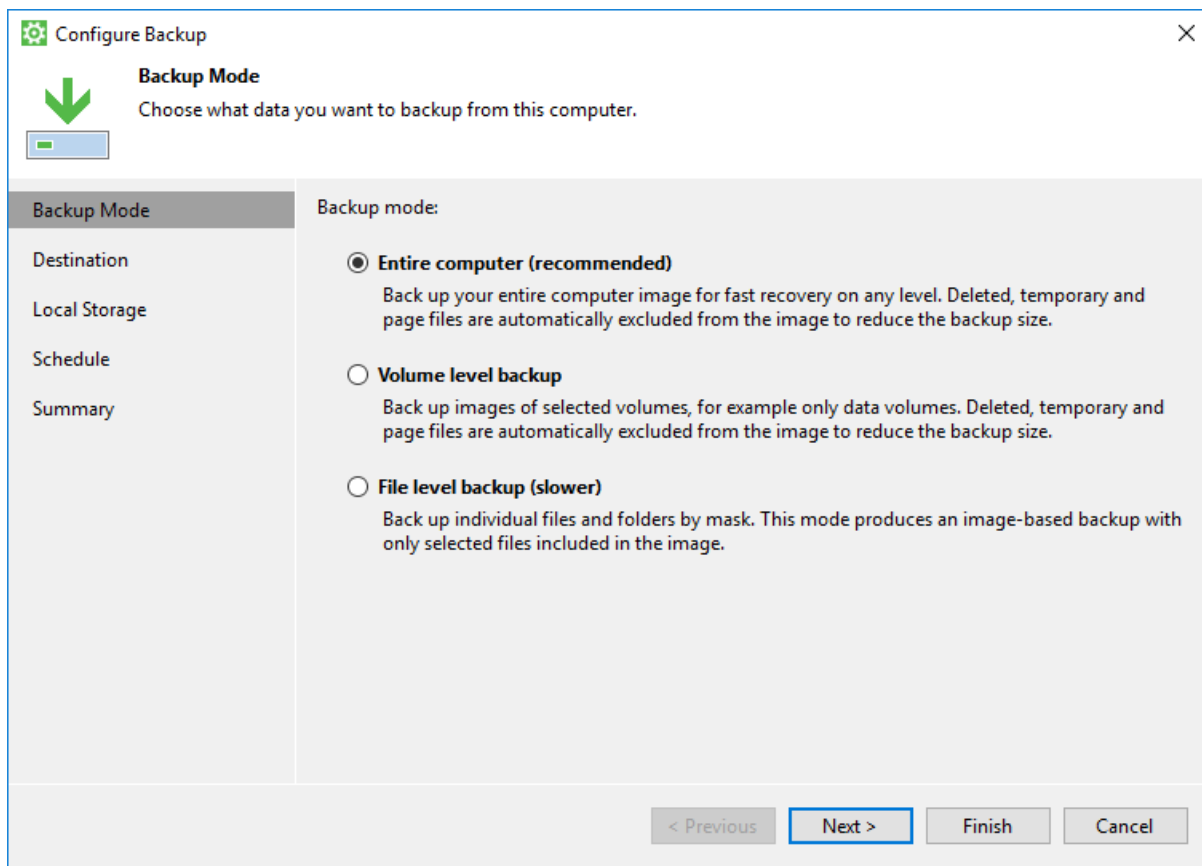 Configure Backup
Backup Mode
Choose what data you want to backup from this computer.
Backup Mode
Destination
Local Storage
Schedule
Summary
Backup mode:
Entire computer (recommended)
Back up your entire computer image for fast recovery on any level. Deleted, temporary and
page files are automatically excluded from the image to reduce the backup size.
Volume level backup
Back up images of selected volumes, for example only data volumes. Deleted, temporary and
page files are automatically excluded from the image to reduce the backup size.
File level backup (slower)
Back up individual files and folders by mask. This mode produces an image-based backup with
only selected files included in the image.
< Previous
Next >
Finish
Cancel